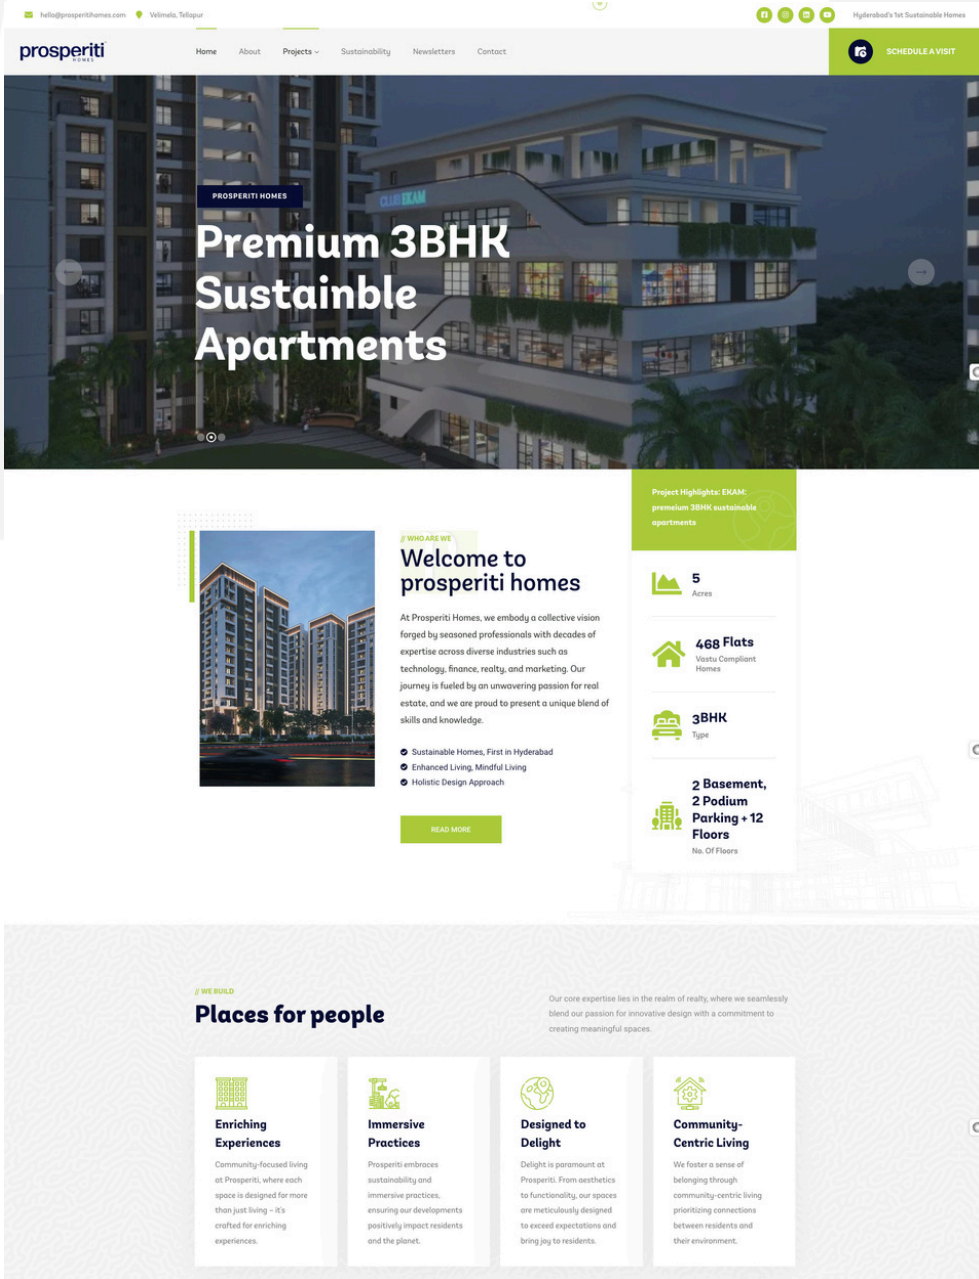 hello@prosperitihomes.com
Velimela, Tellapur
Hyderabad's 1st Sustainable Homes
prosperiti
HOMES
Home
About
Projects
Sustainability
Newsletters
Contact
SCHEDULE A VISIT
CLUB EKAM
PROSPERITI HOMES
Premium 3BHK
Sustainble
Apartments
// WHO ARE WE
Welcome to
prosperiti homes
At Prosperiti Homes, we embody a collective vision
forged by seasoned professionals with decades of
expertise across diverse industries such as
technology, finance, realty, and marketing. Our
journey is fueled by an unwavering passion for real
estate, and we are proud to present a unique blend of
skills and knowledge.
Sustainable Homes, First in Hyderabad
Enhanced Living, Mindful Living
Holistic Design Approach
READ MORE
Project Highlights: EKAM:
premeium 3BHK sustainable
apartments
5
Acres
468 Flats
Vastu Compliant
Homes
3BHK
Type
2 Basement,
2 Podium
Parking + 12
Floors
No. Of Floors
// WE BUILD
Places for people
Our core expertise lies in the realm of realty, where we seamlessly
blend our passion for innovative design with a commitment to
creating meaningful spaces.
Enriching
Experiences
Community-focused living
at Prosperiti, where each
space is designed for more
than just living – it's
crafted for enriching
experiences.
Immersive
Practices
Prosperiti embraces
sustainability and
immersive practices,
ensuring our developments
positively impact residents
and the planet.
Designed to
Delight
Delight is paramount at
Prosperiti. From aesthetics
to functionality, our spaces
are meticulously designed
to exceed expectations and
bring joy to residents.
Community-
Centric Living
We foster a sense of
belonging through
community-centric living
prioritizing connections
between residents and
their environment.